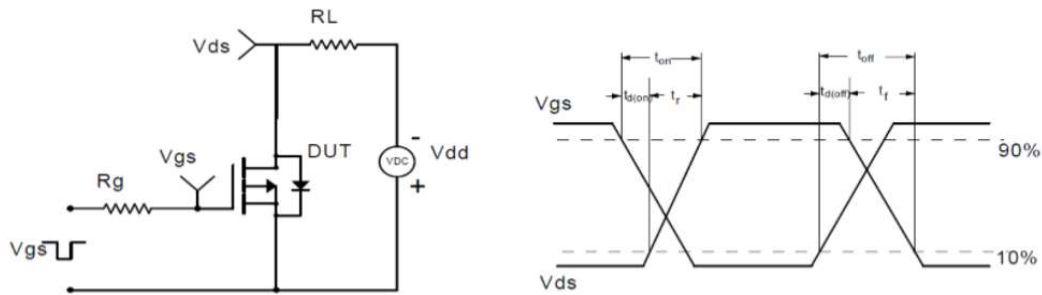 RL
Vds
-
Vgs
DUT
VDC
Vdd
+
Rg
Vgs
ton
toff
td(on)
tr
td(off)
tf
Vgs
90%
10%
Vds